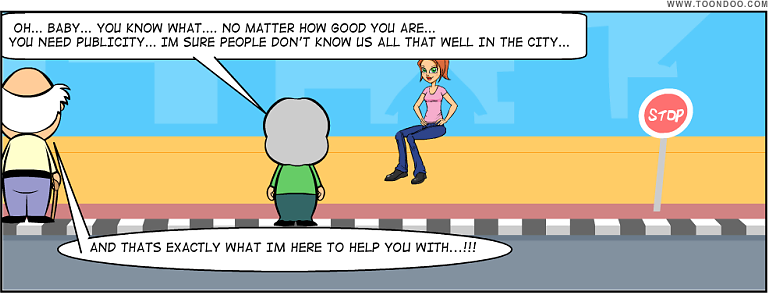 WWW.TOONDOO.COM
OH... BABY... YOU KNOW WHAT.... NO MATTER HOW GOOD YOU ARE...
YOU NEED PUBLICITY... IM SURE PEOPLE DON'T KNOW US ALL THAT WELL IN THE CITY...
STOP
AND THATS EXACTLY WHAT IM HERE TO HELP YOU WITH...!!!